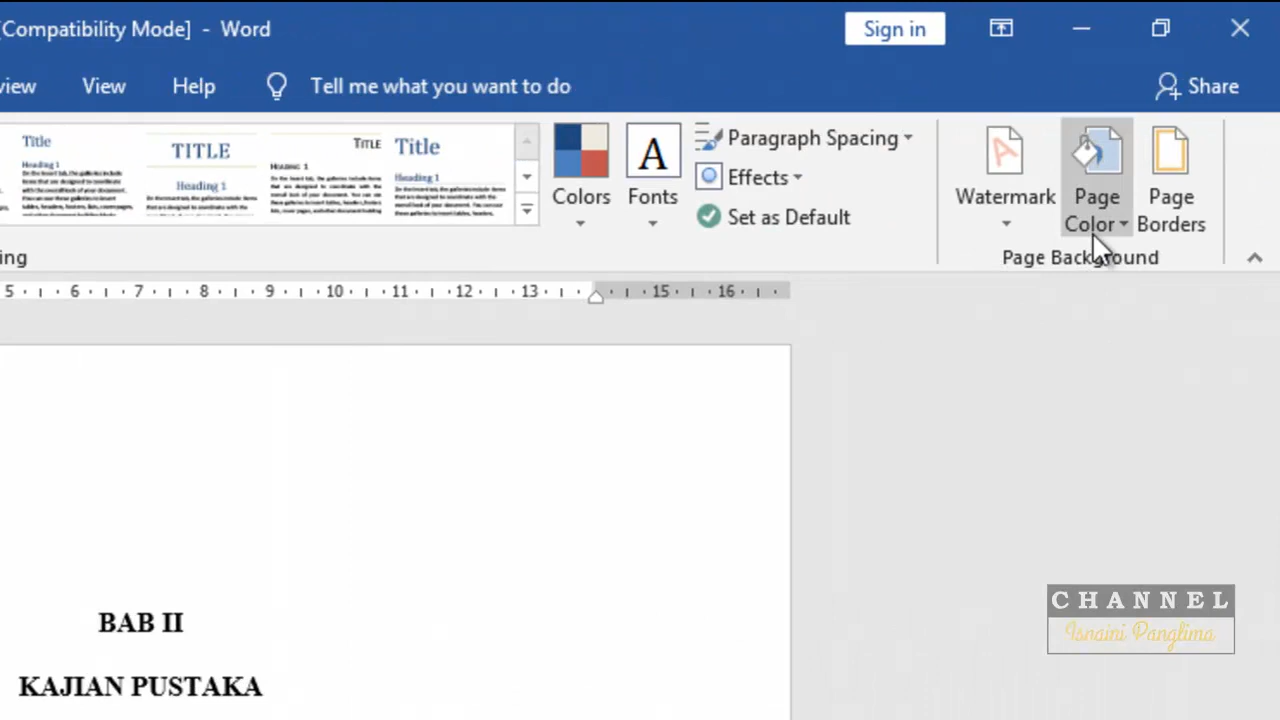 [Compatibility Mode] - Word
Sign in
view
View
Help
Tell me what you want to do
Share
Title
Heading 1
TITLE
Heading 1
TITLE
HEADING 1
Title
Heading 1
Colors
Fonts
A
Paragraph Spacing
Effects
Set as Default
Watermark
Page
Color
Page
Borders
ing
Page Background
5 6 7 8 9 10 11 12 13 15 16
BAB II
KAJIAN PUSTAKA
CHANNEL
Isnaini Panglima